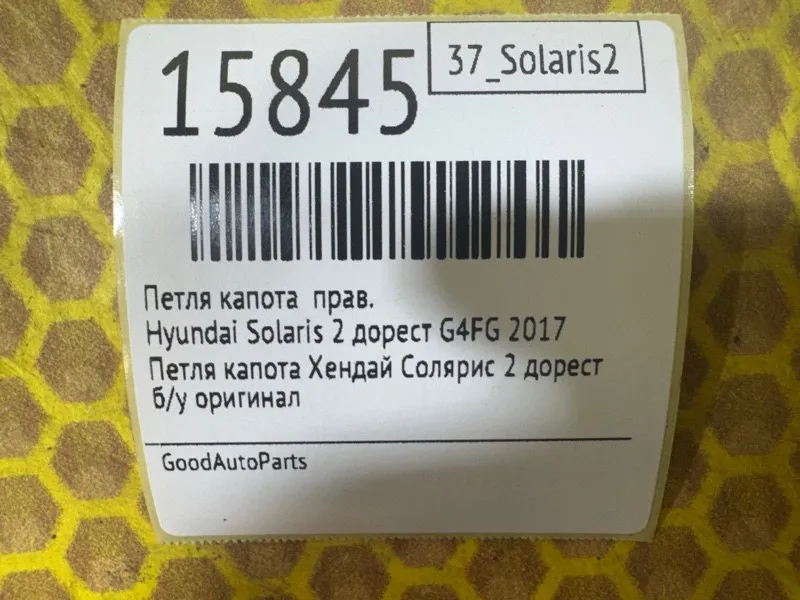 15845
37_Solaris2
Петля капота прав.
Hyundai Solaris 2 дорест G4FG 2017
Петля капота Хендай Солярис 2 дорест
б/у оригинал
GoodAutoParts